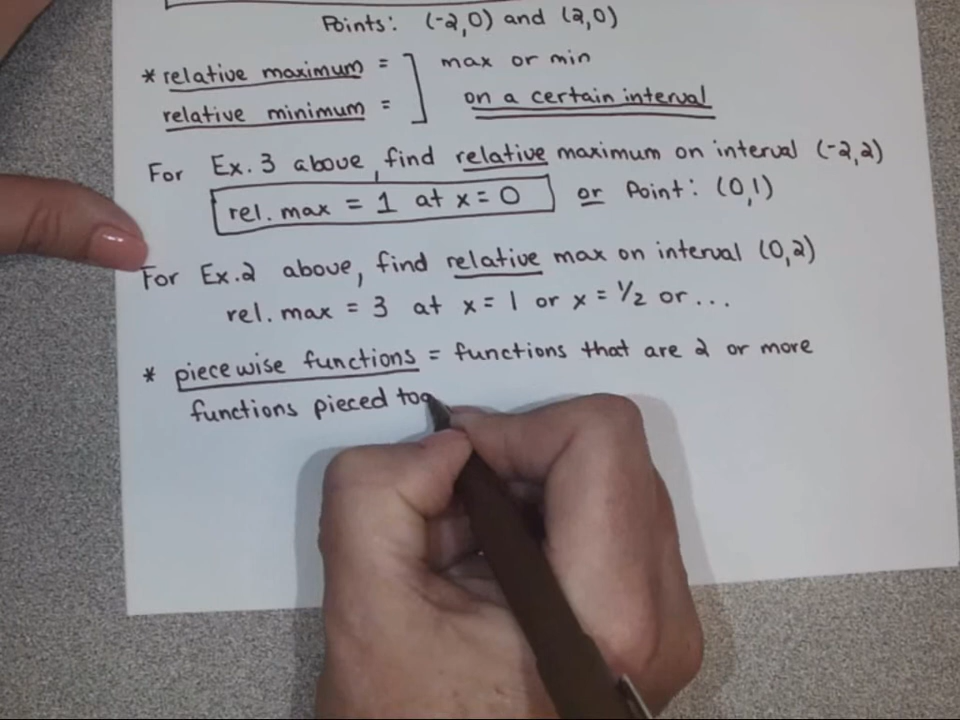 Points: (-2,0) and (2,0)
* relative maximum = ] max or min
relative minimum = ] on a certain interval
For Ex. 3 above, find relative maximum on interval (-2,2)
rel. max = 1 at x = 0 or Point: (0,1)
For Ex. 2 above, find relative max on interval (0,2)
rel. max = 3 at x = 1 or x = 1/2 or ...
* piecewise functions = functions that are 2 or more
functions pieced tog